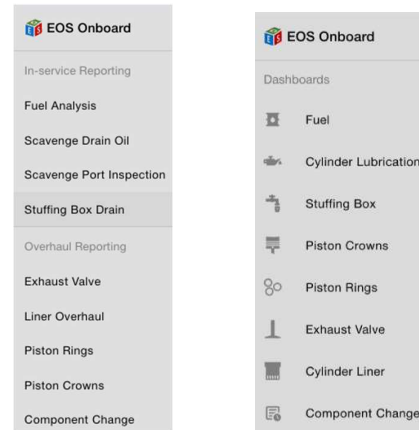 EOS Onboard
In-service Reporting
Fuel Analysis
Scavenge Drain Oil
Scavenge Port Inspection
Stuffing Box Drain
Overhaul Reporting
Exhaust Valve
Liner Overhaul
Piston Rings
Piston Crowns
Component Change
EOS Onboard
Dashboards
Fuel
Cylinder Lubrication
Stuffing Box
Piston Crowns
Piston Rings
Exhaust Valve
Cylinder Liner
Component Change